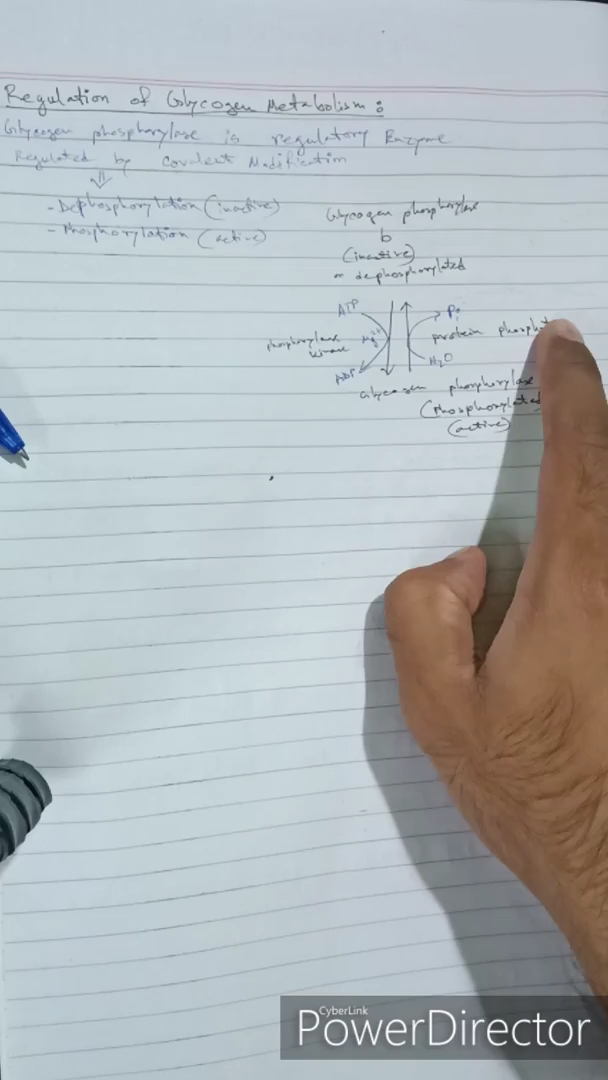 Regulation of Glycogen Metabolism :
Glycogen phosphorylase is regulatory Enzyme
Regulated by Covalent Modification
⇓
- Dephosphorylation (inactive)
- Phosphorylation (active)
Glycogen phosphorylase
b
(inactive)
or dephosphorylated
ATP
Pi
phosphorylase
kinase
Mg²⁺
protein
H₂O
ADP
Glycogen phosphorylase
(Phosphorylated
(active)
CyberLink
PowerDirector